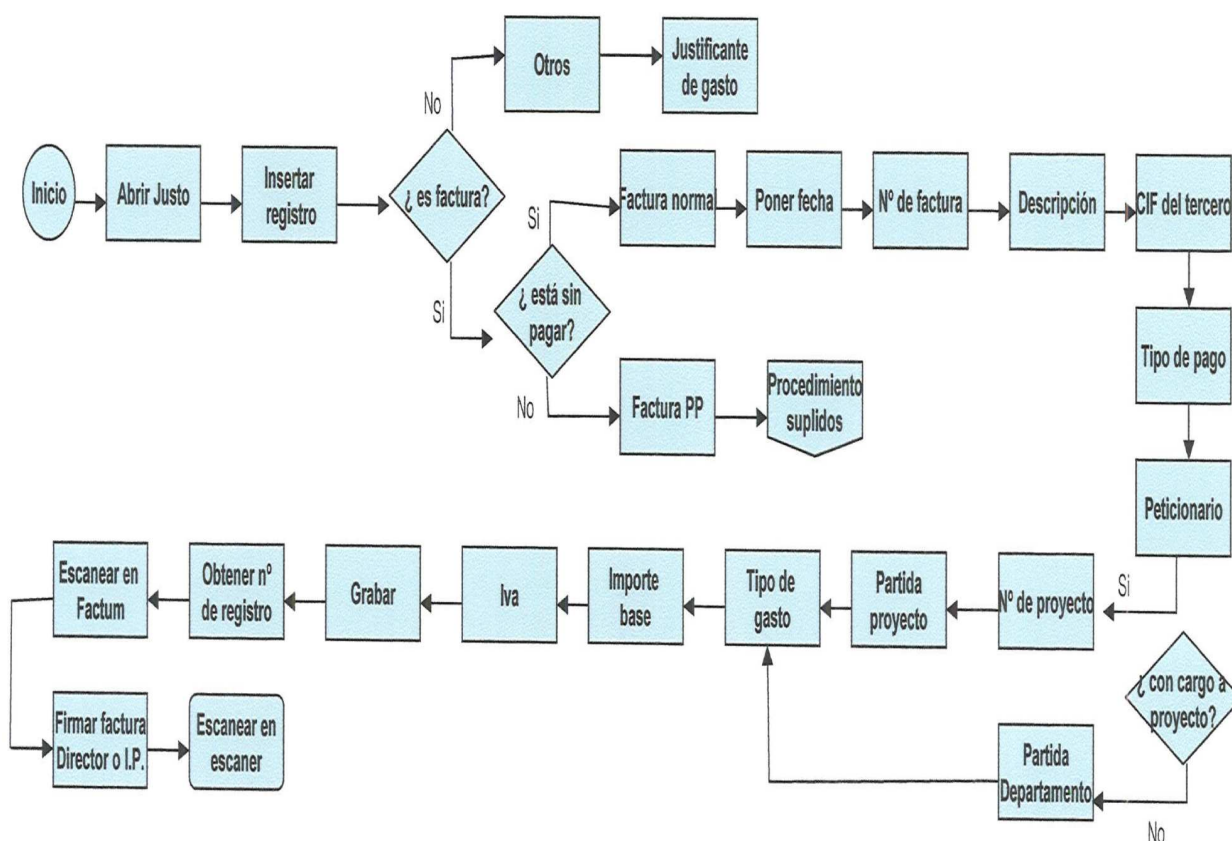 Inicio
Abrir Justo
Insertar
registro
¿ es factura?
No
Otros
Justificante
de gasto
Si
¿ está sin
pagar?
Si
Factura normal
Poner fecha
Nº de factura
Descripción
CIF del tercero
No
Factura PP
Procedimiento
suplidos
Tipo de pago
Peticionario
¿ con cargo a
proyecto?
Si
Nº de proyecto
Partida
proyecto
No
Partida
Departamento
Tipo de
gasto
Importe
base
Iva
Grabar
Obtener nº
de registro
Escanear en
Factum
Firmar factura
Director o I.P.
Escanear en
escaner